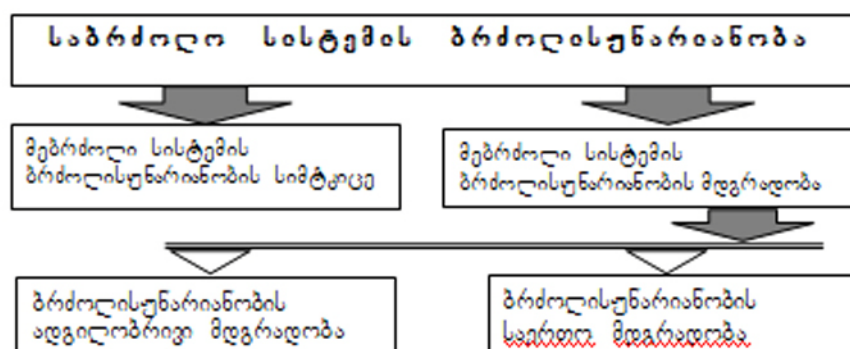 საბრძოლო სისტემის ბრძოლისუნარიანობა
მებრძოლი სისტემის
ბრძოლისუნარიანობის სიმტკიცე
მებრძოლი სისტემის
ბრძოლისუნარიანობის მდგრადობა
ბრძოლისუნარიანობის
ადგილობრივი მდგრადობა
ბრძოლისუნარიანობის
საერთო მდგრადობა